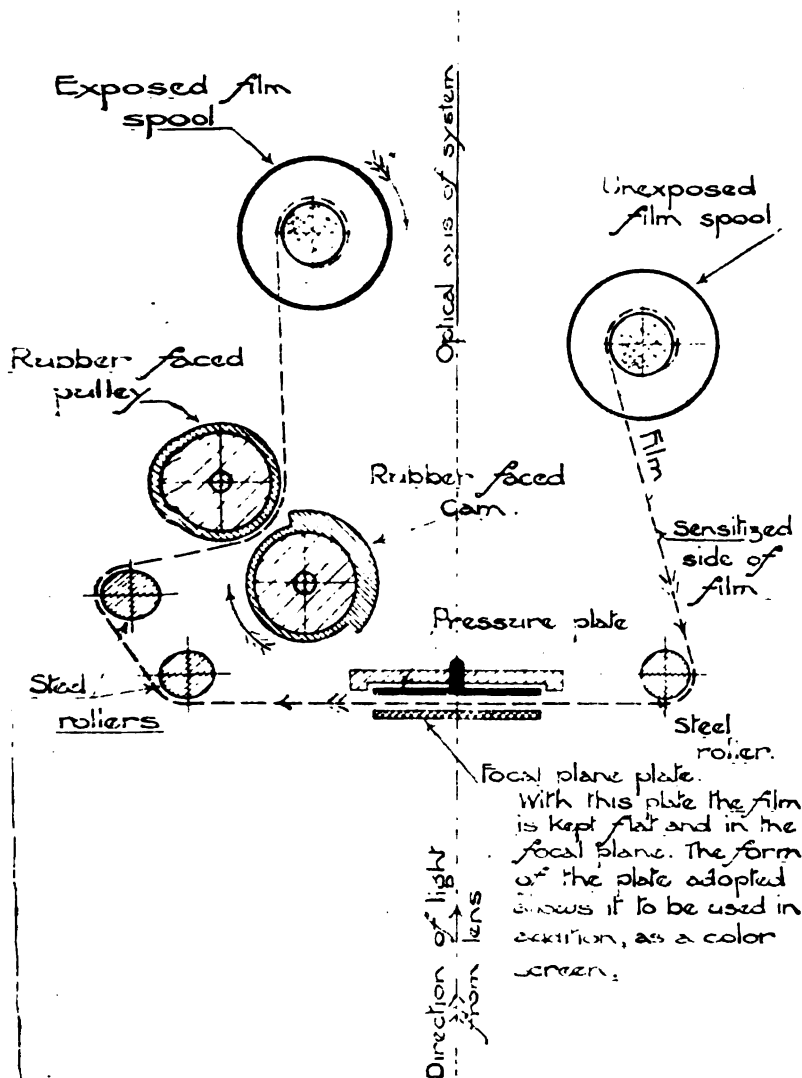 Exposed film
spool
Optical axis of system
Unexposed
film spool
Rubber faced
pulley
Film
Rubber faced
Cam.
Sensitized
side of
film
Pressure plate
Steel
rollers
Steel
roller.
Focal plane plate.
With this plate the film
is kept flat and in the
focal plane. The form
of the plate adopted
allows it to be used in
addition, as a color
screen.
Direction of light
from lens